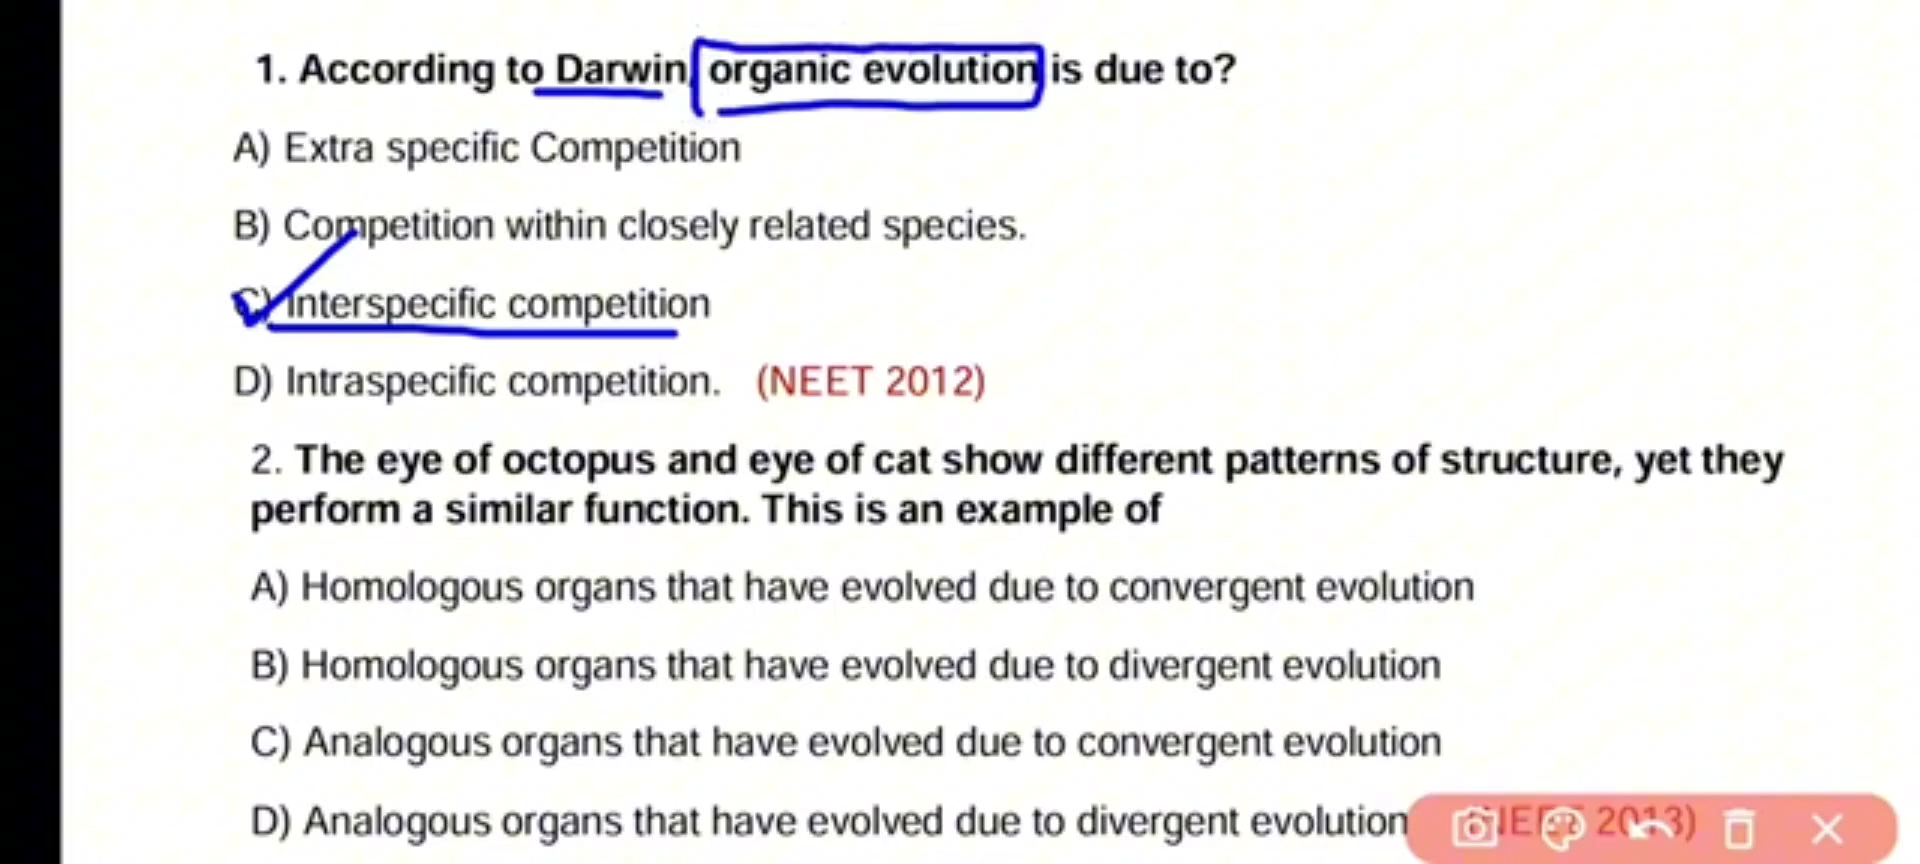 1. According to Darwin, organic evolution is due to?
A) Extra specific Competition
B) Competition within closely related species.
C) Interspecific competition
D) Intraspecific competition. (NEET 2012)
2. The eye of octopus and eye of cat show different patterns of structure, yet they
perform a similar function. This is an example of
A) Homologous organs that have evolved due to convergent evolution
B) Homologous organs that have evolved due to divergent evolution
C) Analogous organs that have evolved due to convergent evolution
D) Analogous organs that have evolved due to divergent evolution 2013)